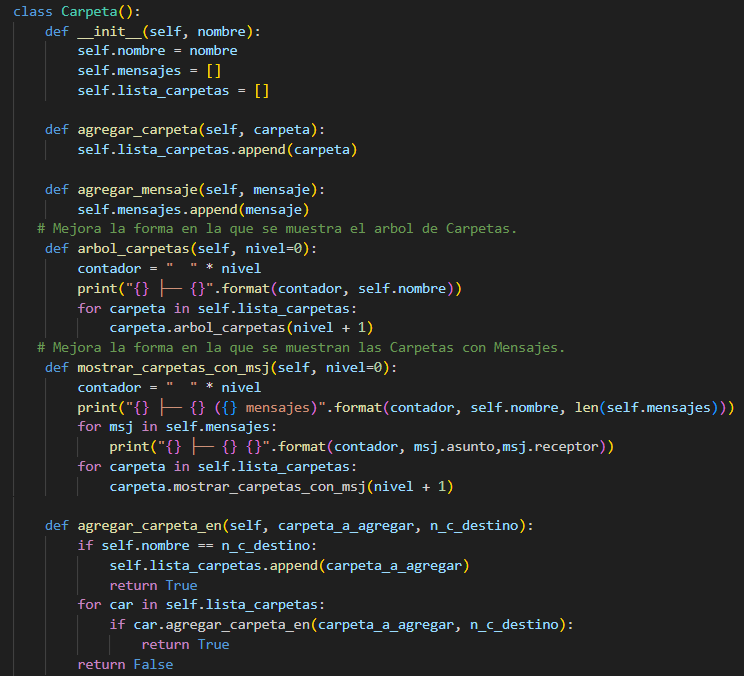 class Carpeta():
    def __init__(self, nombre):
        self.nombre = nombre
        self.mensajes = []
        self.lista_carpetas = []

    def agregar_carpeta(self, carpeta):
        self.lista_carpetas.append(carpeta)

    def agregar_mensaje(self, mensaje):
        self.mensajes.append(mensaje)
   # Mejora la forma en la que se muestra el arbol de Carpetas.
    def arbol_carpetas(self, nivel=0):
        contador = "  " * nivel
        print("{} ├── {}".format(contador, self.nombre))
        for carpeta in self.lista_carpetas:
            carpeta.arbol_carpetas(nivel + 1)
   # Mejora la forma en la que se muestran las Carpetas con Mensajes.
    def mostrar_carpetas_con_msj(self, nivel=0):
        contador = "  " * nivel
        print("{} ├── {} ({} mensajes)".format(contador, self.nombre, len(self.mensajes)))
        for msj in self.mensajes:
            print("{} ├── {} {}".format(contador, msj.asunto,msj.receptor))
        for carpeta in self.lista_carpetas:
            carpeta.mostrar_carpetas_con_msj(nivel + 1)

    def agregar_carpeta_en(self, carpeta_a_agregar, n_c_destino):
        if self.nombre == n_c_destino:
            self.lista_carpetas.append(carpeta_a_agregar)
            return True
        for car in self.lista_carpetas:
            if car.agregar_carpeta_en(carpeta_a_agregar, n_c_destino):
                return True
        return False